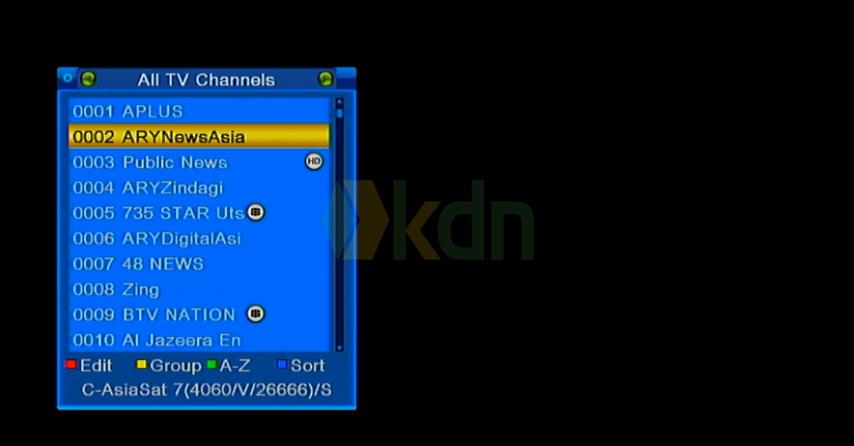 All TV Channels
0001 APLUS
0002 ARYNewsAsia
0003 Public News HD
0004 ARYZindagi
0005 735 STAR Uts
0006 ARYDigitalAsi
0007 48 NEWS
0008 Zing
0009 BTV NATION
0010 Al Jazeera En
Edit Group A-Z Sort
C-AsiaSat 7(4060/V/26666)/S
kdn